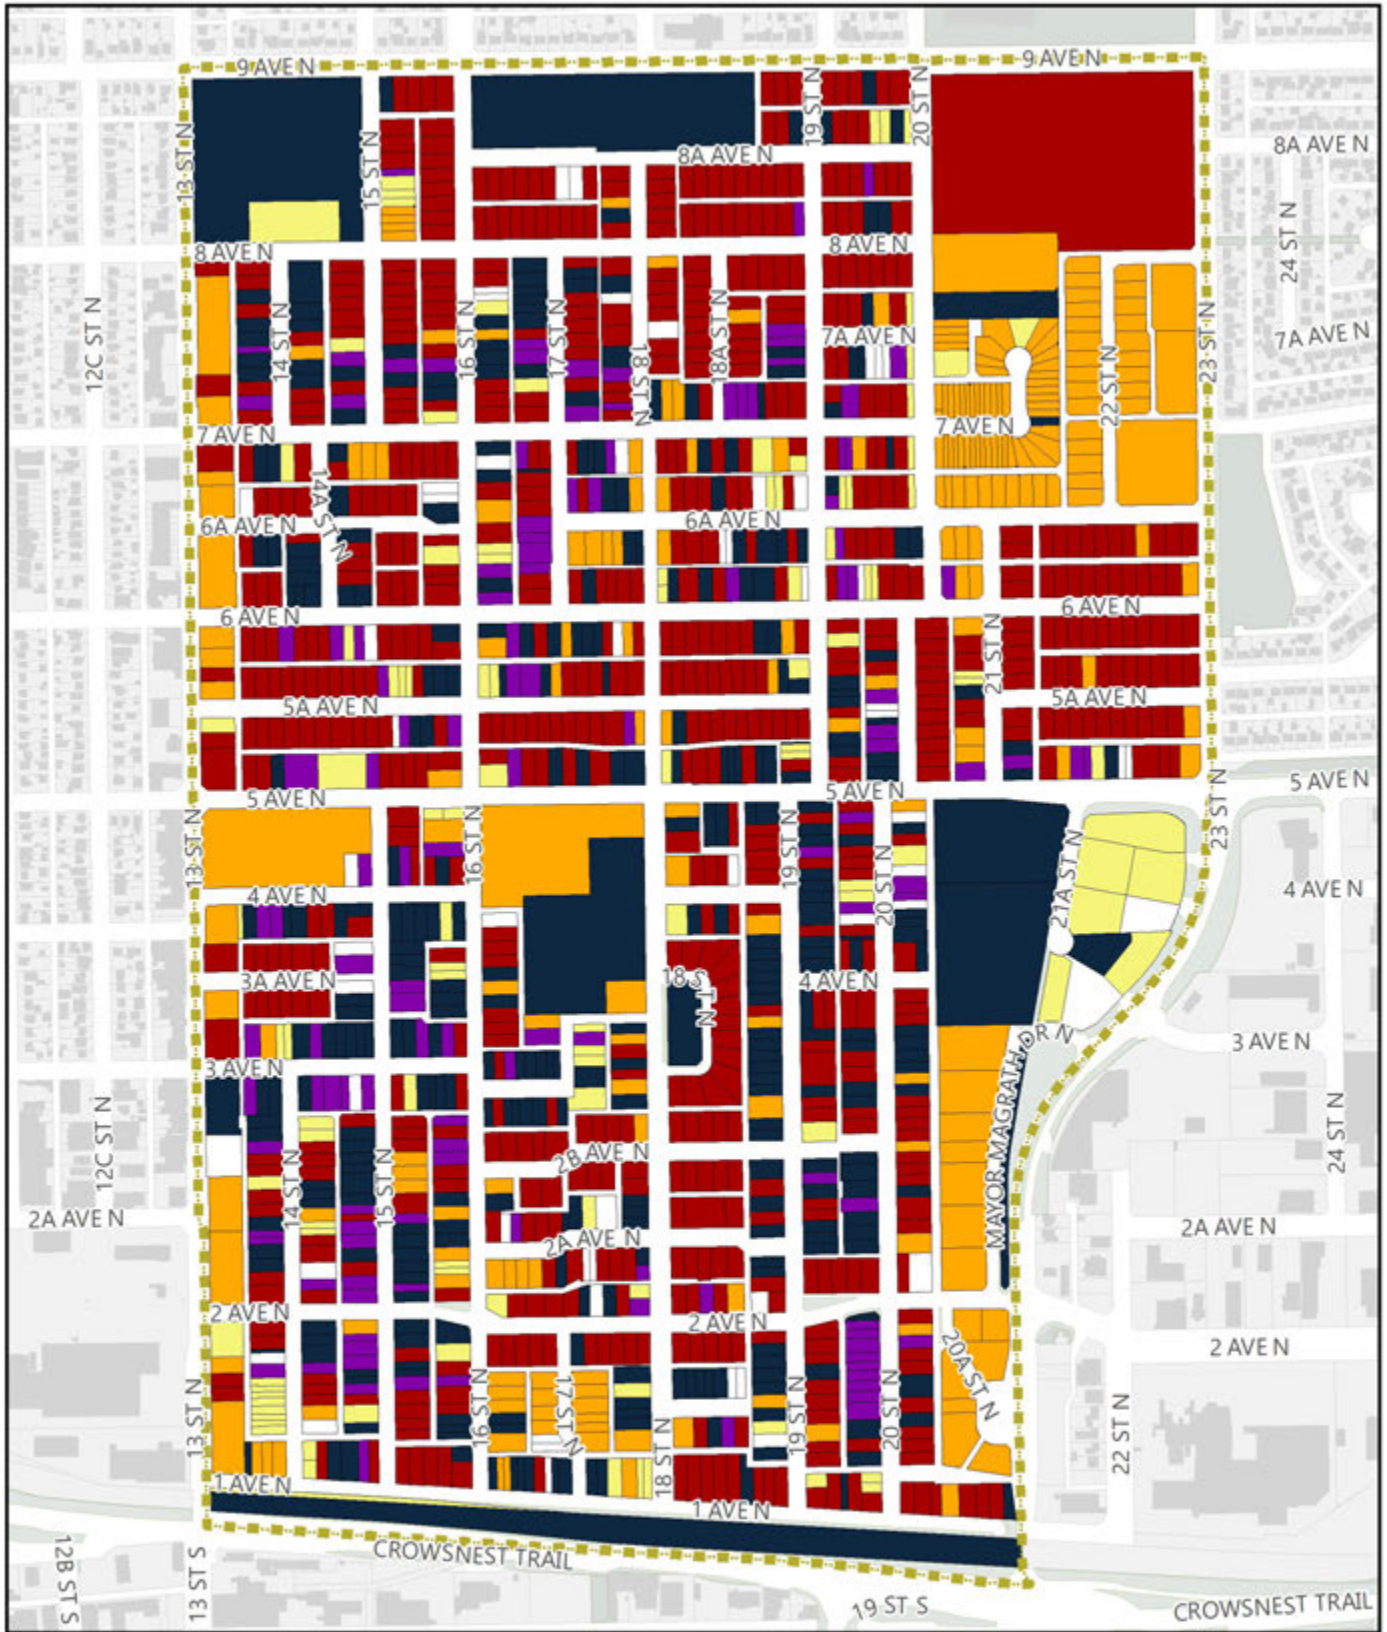 9 AVE N
9 AVE N
13 ST N
15 ST N
19 ST N
20 ST N
8A AVE N
8A AVE N
24 ST N
8 AVE N
8 AVE N
12C ST N
14 ST N
16 ST N
17 ST N
18 ST N
18A ST N
7A AVE N
22 ST N
23 ST N
7A AVE N
7 AVE N
7 AVE N
14A ST N
6A AVE N
6A AVE N
6 AVE N
6 AVE N
21 ST N
5A AVE N
5A AVE N
5 AVE N
5 AVE N
5 AVE N
13 ST N
16 ST N
19 ST N
20 ST N
21A ST N
23 ST N
4 AVE N
4 AVE N
3A AVE N
18 ST N
4 AVE N
3 AVE N
MAYOR MAGRATH DR N
3 AVE N
12C ST N
14 ST N
15 ST N
2B AVE N
24 ST N
2A AVE N
2A AVE N
2A AVE N
2 AVE N
2 AVE N
2 AVE N
13 ST N
16 ST N
17 ST N
18 ST N
19 ST N
20 ST N
20A ST N
22 ST N
1 AVE N
1 AVE N
12B ST S
13 ST S
CROWSNEST TRAIL
19 ST S
CROWSNEST TRAIL